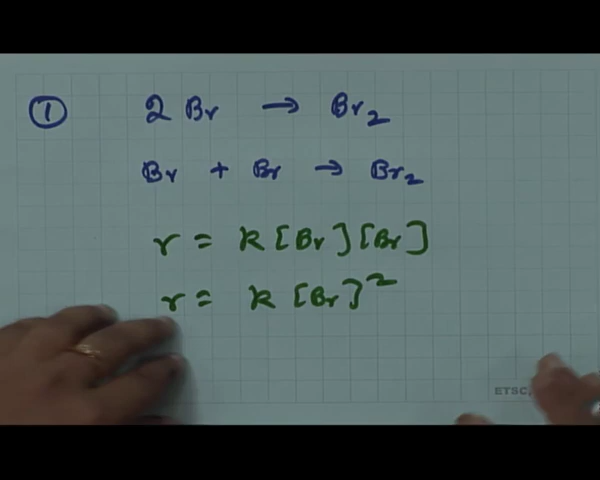 ① 2 Br → Br₂
Br + Br → Br₂
r = k [Br] [Br]
r = k [Br]²
ETSC,